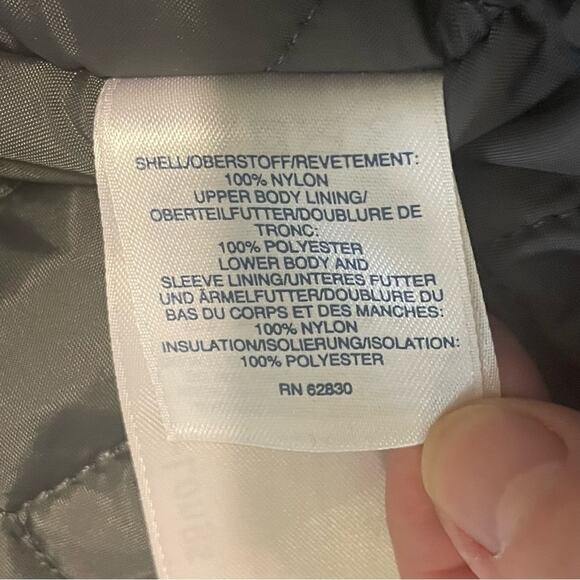 SHELL/OBERSTOFF/REVETEMENT:
100% NYLON
UPPER BODY LINING/
OBERTEILFUTTER/DOUBLURE DE
TRONC:
100% POLYESTER
LOWER BODY AND
SLEEVE LINING/UNTERES FUTTER
UND ÄRMELFUTTER/DOUBLURE DU
BAS DU CORPS ET DES MANCHES:
100% NYLON
INSULATION/ISOLIERUNG/ISOLATION:
100% POLYESTER
RN 62830